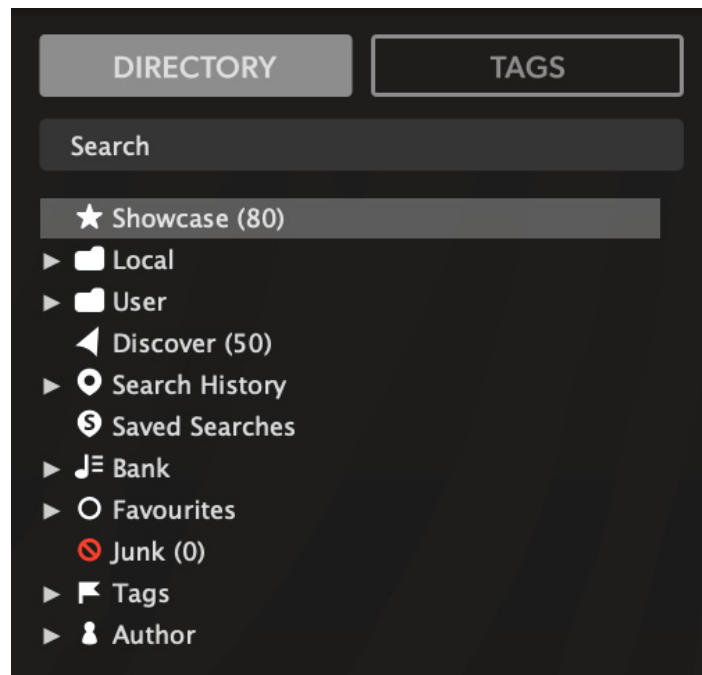 DIRECTORY TAGS
Search
Showcase (80)
Local
User
Discover (50)
Search History
Saved Searches
Bank
Favourites
Junk (0)
Tags
Author